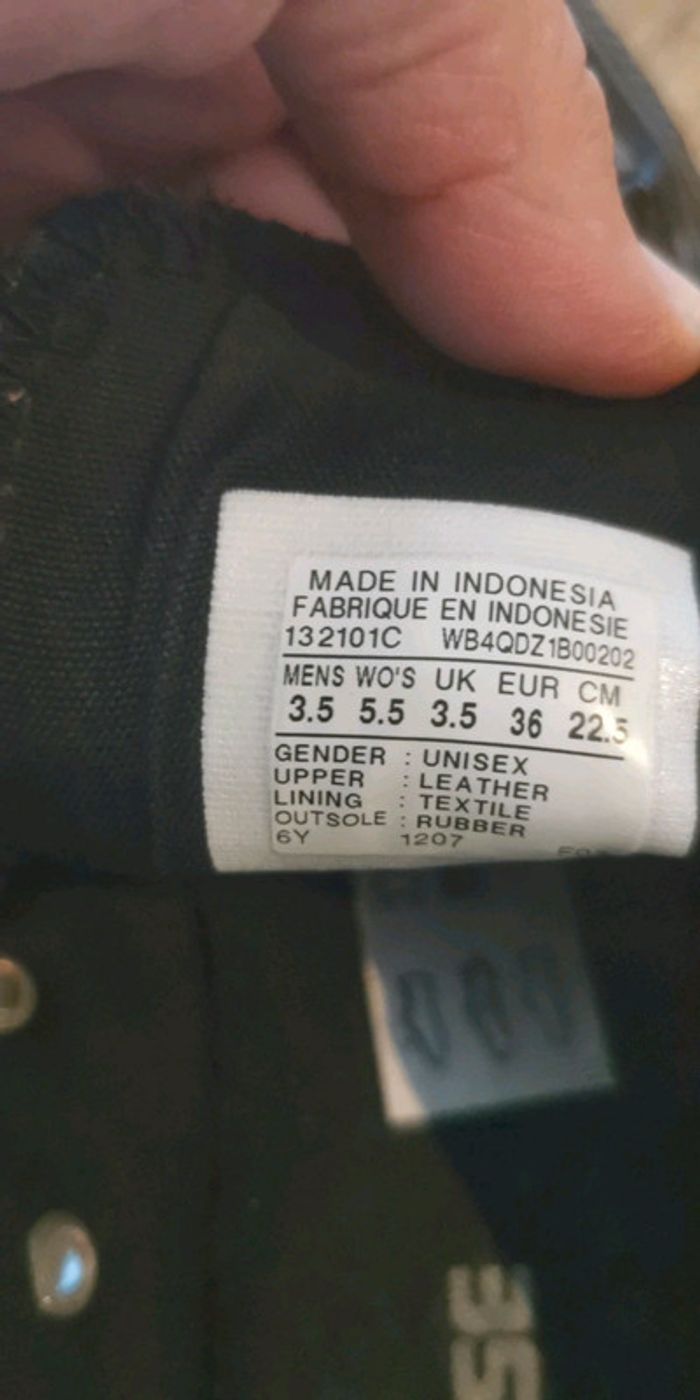 MADE IN INDONESIA
FABRIQUE EN INDONESIE
132101C WB4QDZ1B00202
MENS WO'S UK EUR CM
3.5 5.5 3.5 36 22.5
GENDER : UNISEX
UPPER : LEATHER
LINING : TEXTILE
OUTSOLE : RUBBER
6Y 1207
SE